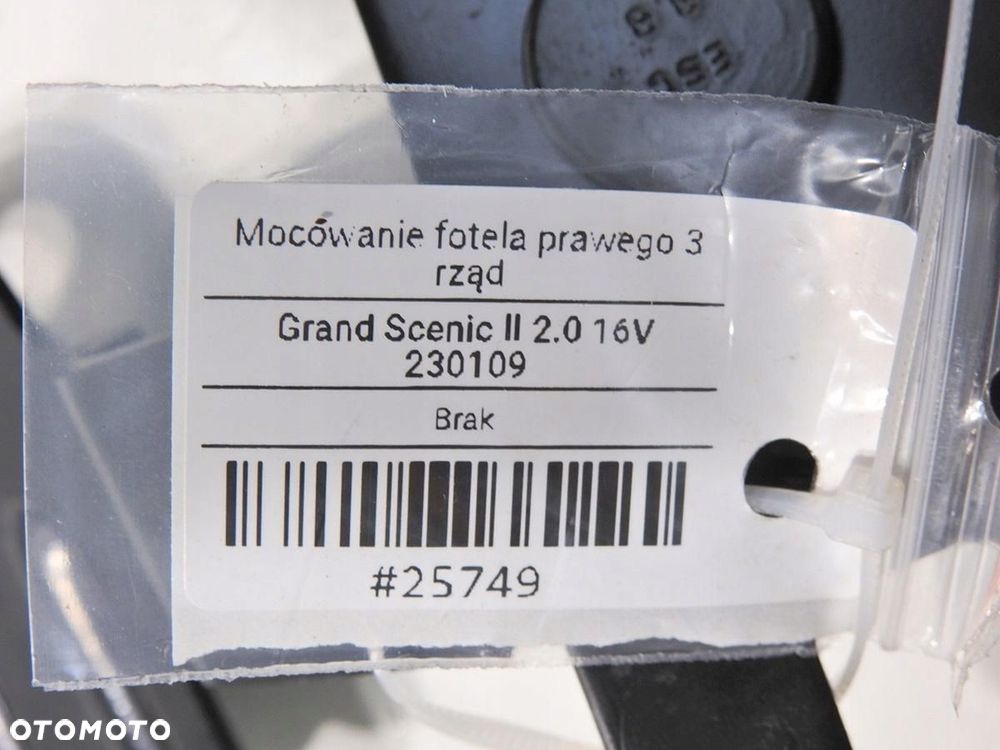 Mocowanie fotela prawego 3
rząd
Grand Scenic II 2.0 16V
230109
Brak
#25749
OTOMOTO